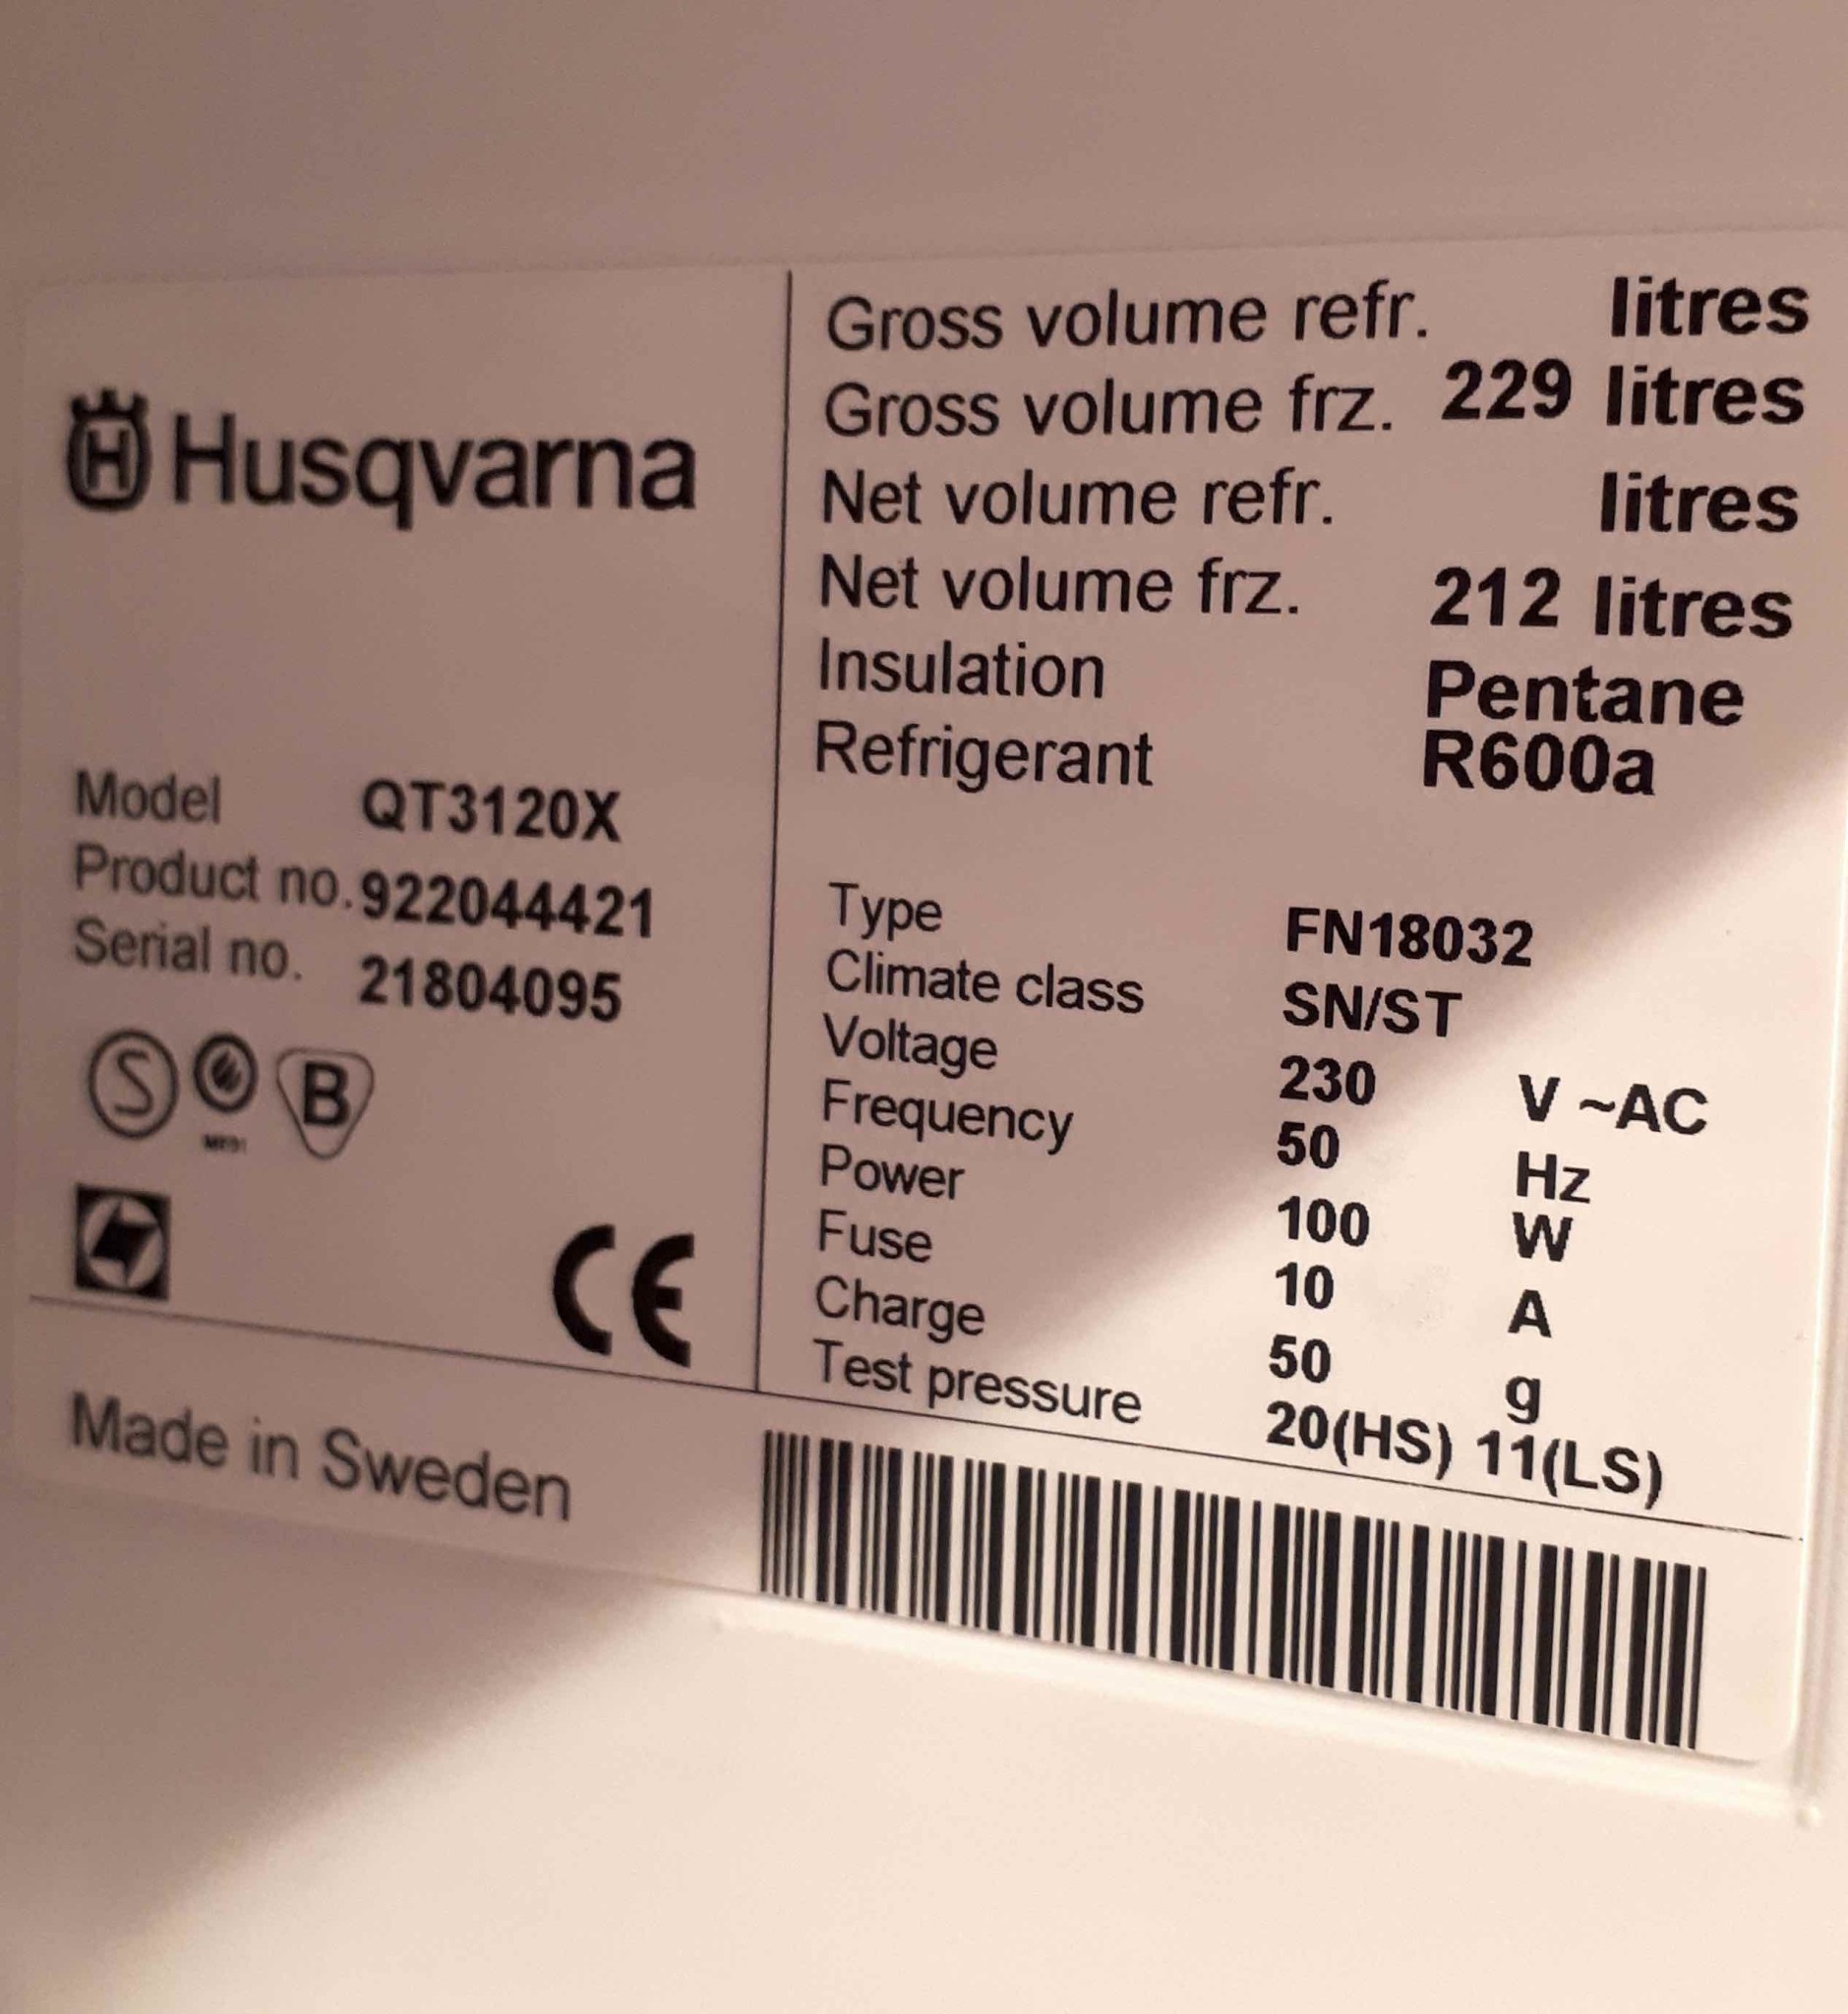 Husqvarna
Model QT3120X
Product no. 922044421
Serial no. 21804095
S
B
CE
Made in Sweden
Gross volume refr. litres
Gross volume frz. 229 litres
Net volume refr. litres
Net volume frz. 212 litres
Insulation Pentane
Refrigerant R600a
Type FN18032
Climate class SN/ST
Voltage 230 V ~AC
Frequency 50 Hz
Power 100 W
Fuse 10 A
Charge 50 g
Test pressure 20(HS) 11(LS)